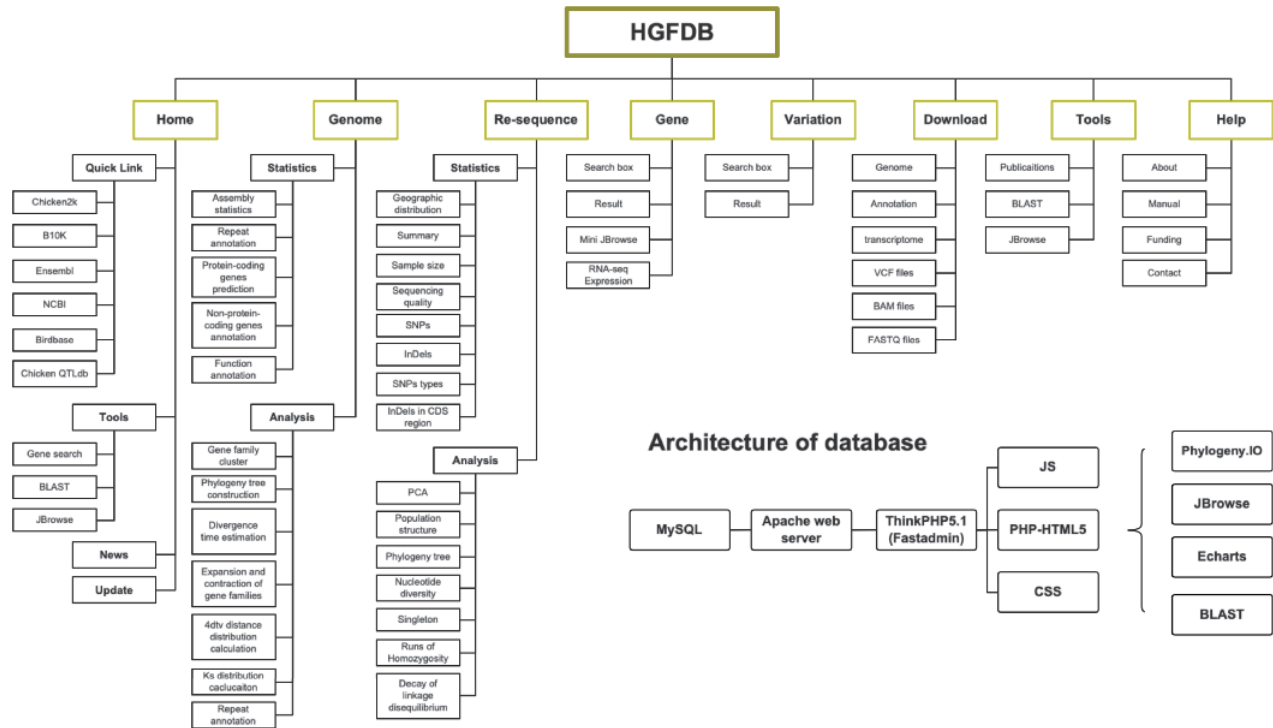 HGFDB
Home
Genome
Re-sequence
Gene
Variation
Download
Tools
Help
Quick Link
Chicken2k
B10K
Ensembl
NCBI
Birdbase
Chicken QTLdb
Tools
Gene search
BLAST
JBrowse
News
Update
Statistics
Assembly
statistics
Repeat
annotation
Protein-coding
genes
prediction
Non-protein-
coding genes
annotation
Function
annotation
Analysis
Gene family
cluster
Phylogeny tree
construction
Divergence
time estimation
Expansion and
contraction of
gene families
4dtv distance
distribution
calculation
Ks distribution
caclucaiton
Repeat
annotation
Statistics
Geographic
distribution
Summary
Sample size
Sequencing
quality
SNPs
InDels
SNPs types
InDels in CDS
region
Analysis
PCA
Population
structure
Phylogeny tree
Nucleotide
diversity
Singleton
Runs of
Homozygosity
Decay of
linkage
disequilibrium
Search box
Result
Mini JBrowse
RNA-seq
Expression
Search box
Result
Genome
Annotation
transcriptome
VCF files
BAM files
FASTQ files
Publicaitions
BLAST
JBrowse
About
Manual
Funding
Contact
Architecture of database
MySQL
Apache web
server
ThinkPHP5.1
(Fastadmin)
JS
PHP-HTML5
CSS
Phylogeny.IO
JBrowse
Echarts
BLAST